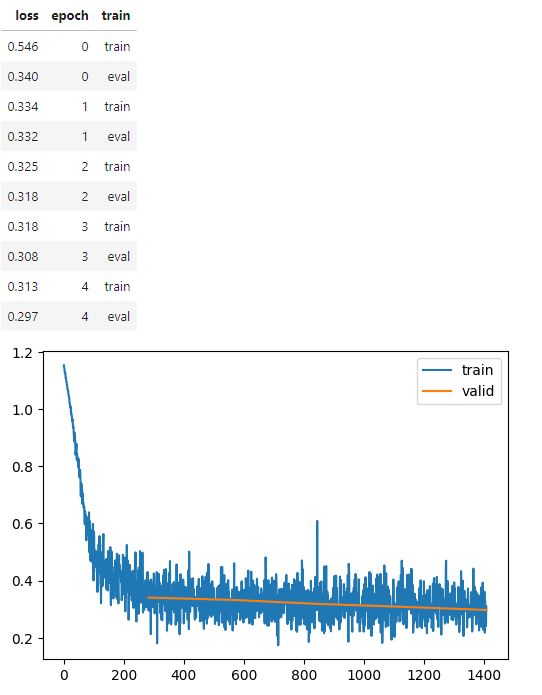 loss epoch train
0.546 0 train
0.340 0 eval
0.334 1 train
0.332 1 eval
0.325 2 train
0.318 2 eval
0.318 3 train
0.308 3 eval
0.313 4 train
0.297 4 eval
1.2
train
valid
1.0
0.8
0.6
0.4
0.2
0 200 400 600 800 1000 1200 1400